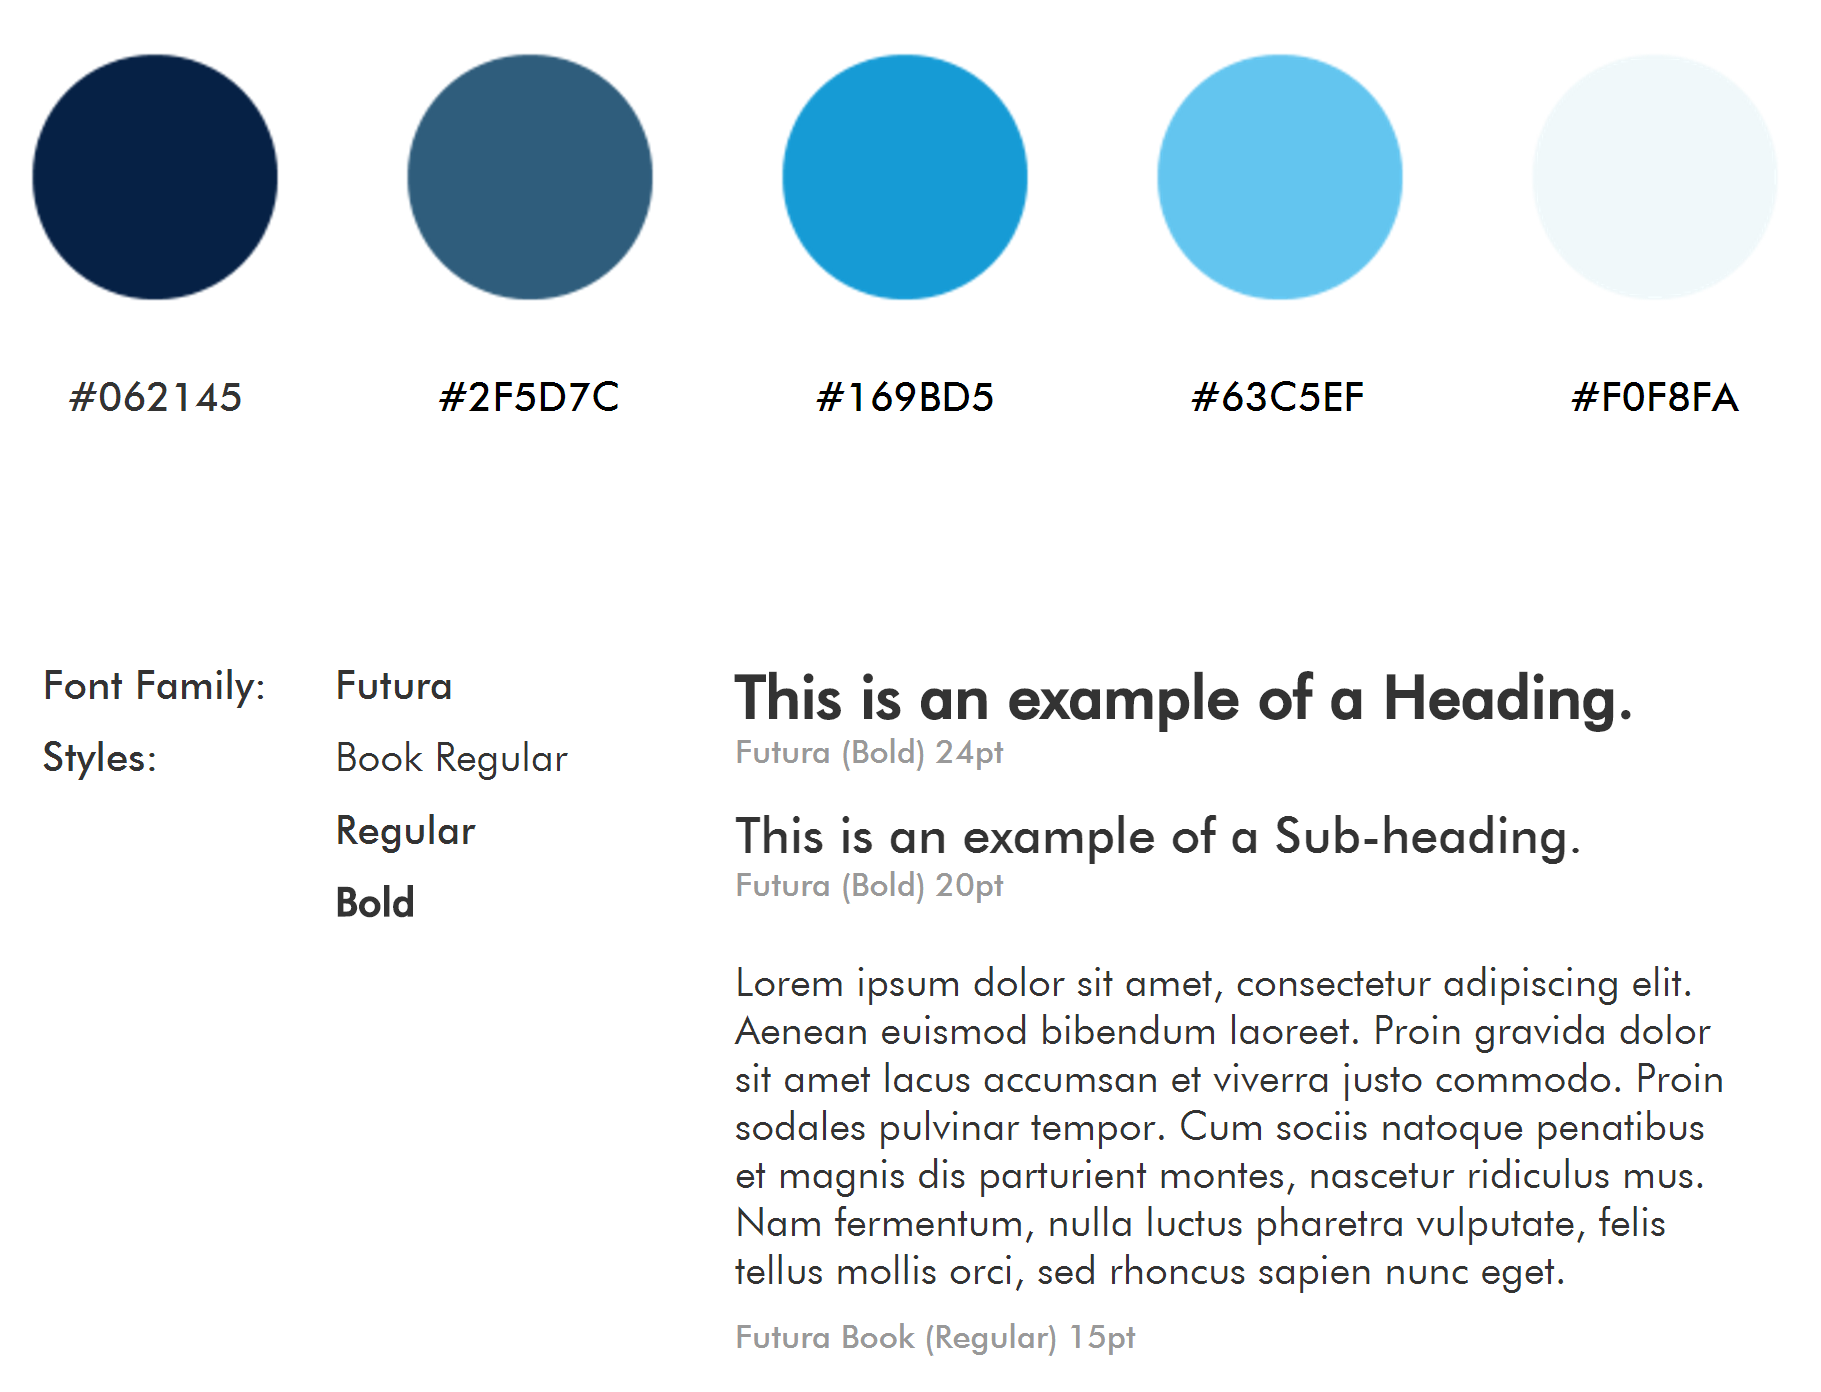 #062145
#2F5D7C
#169BD5
#63C5EF
#F0F8FA
Font Family:
Futura
Styles:
Book Regular
Regular
Bold
This is an example of a Heading.
Futura (Bold) 24pt
This is an example of a Sub-heading.
Futura (Bold) 20pt
Lorem ipsum dolor sit amet, consectetur adipiscing elit.
Aenean euismod bibendum laoreet. Proin gravida dolor
sit amet lacus accumsan et viverra justo commodo. Proin
sodales pulvinar tempor. Cum sociis natoque penatibus
et magnis dis parturient montes, nascetur ridiculus mus.
Nam fermentum, nulla luctus pharetra vulputate, felis
tellus mollis orci, sed rhoncus sapien nunc eget.
Futura Book (Regular) 15pt